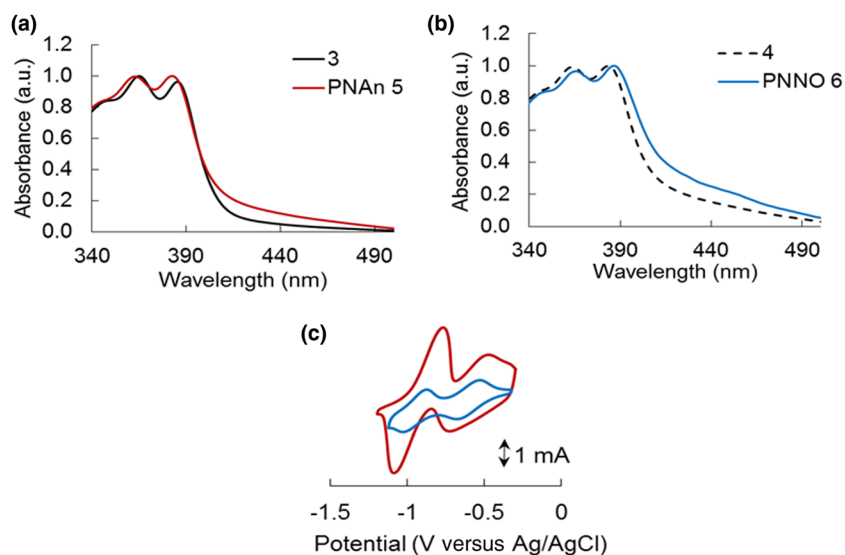 (a)
1.2
1.0
0.8
0.6
0.4
0.2
0.0
Absorbance (a.u.)
3
PNAn 5
340
390
440
490
Wavelength (nm)
(b)
1.2
1.0
0.8
0.6
0.4
0.2
0.0
Absorbance (a.u.)
4
PNNO 6
340
390
440
490
Wavelength (nm)
(c)
1 mA
-1.5
-1
-0.5
0
Potential (V versus Ag/AgCl)